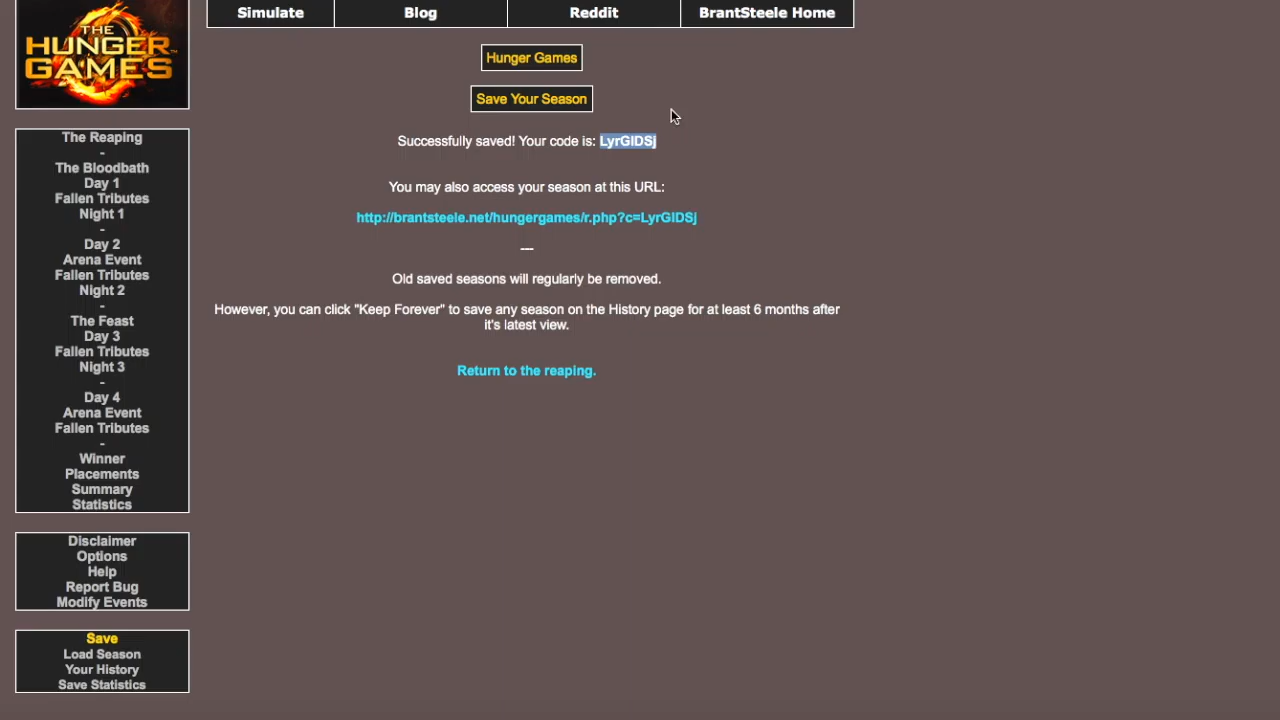 THE
HUNGER
GAMES
Simulate
Blog
Reddit
BrantSteele Home
Hunger Games
Save Your Season
Successfully saved! Your code is: LyrGIDSj
You may also access your season at this URL:
http://brantsteele.net/hungergames/r.php?c=LyrGIDSj
---
Old saved seasons will regularly be removed.
However, you can click "Keep Forever" to save any season on the History page for at least 6 months after
it's latest view.
Return to the reaping.
The Reaping
-
The Bloodbath
Day 1
Fallen Tributes
Night 1
-
Day 2
Arena Event
Fallen Tributes
Night 2
-
The Feast
Day 3
Fallen Tributes
Night 3
-
Day 4
Arena Event
Fallen Tributes
-
Winner
Placements
Summary
Statistics
Disclaimer
Options
Help
Report Bug
Modify Events
Save
Load Season
Your History
Save Statistics